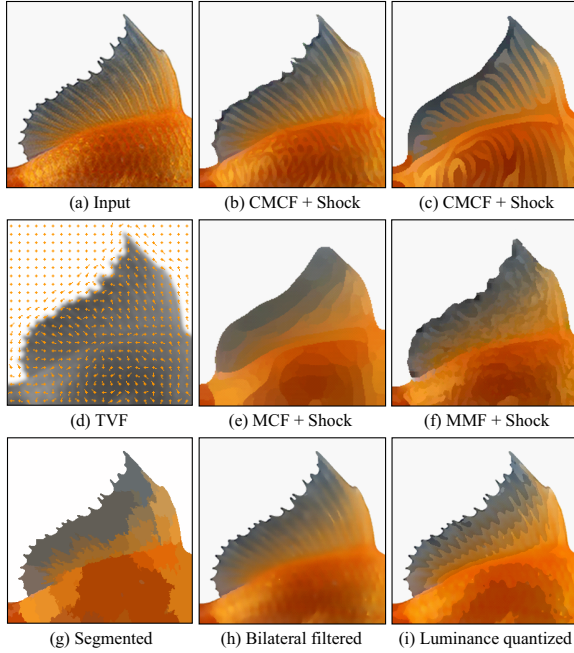 (a) Input
(b) CMCF + Shock
(c) CMCF + Shock
(d) TVF
(e) MCF + Shock
(f) MMF + Shock
(g) Segmented
(h) Bilateral filtered
(i) Luminance quantized